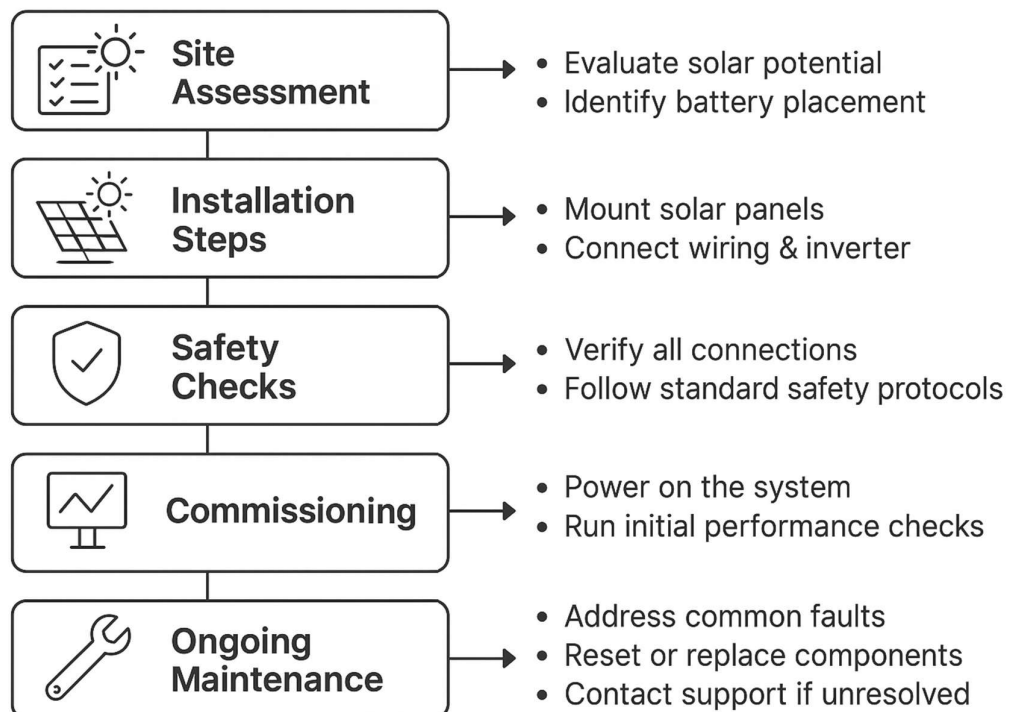 Site
Assessment
• Evaluate solar potential
• Identify battery placement
Installation
Steps
• Mount solar panels
• Connect wiring & inverter
Safety
Checks
• Verify all connections
• Follow standard safety protocols
Commissioning
• Power on the system
• Run initial performance checks
Ongoing
Maintenance
• Address common faults
• Reset or replace components
• Contact support if unresolved